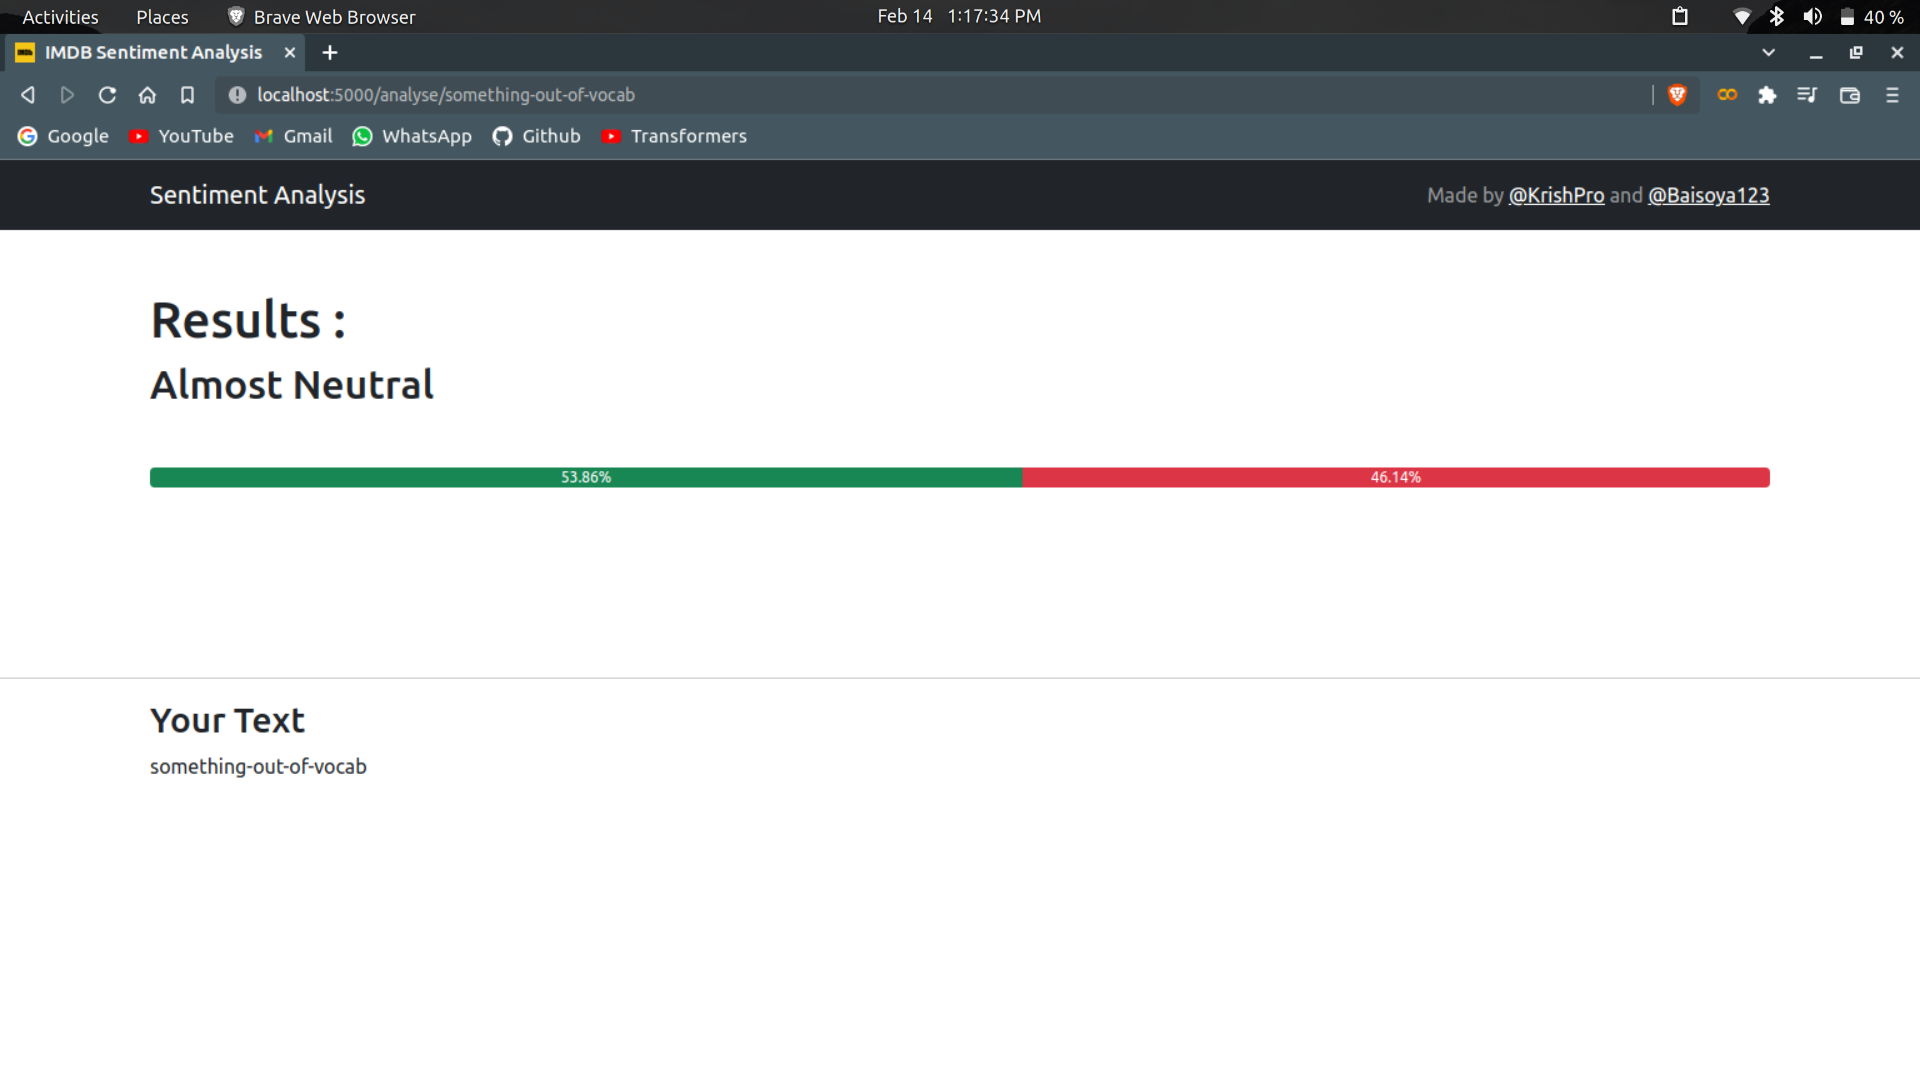 Activities Places Brave Web Browser Feb 14 1:17:34 PM 40 %
IMDB Sentiment Analysis
localhost:5000/analyse/something-out-of-vocab
Google YouTube Gmail WhatsApp Github Transformers
Sentiment Analysis Made by @KrishPro and @Baisoya123
Results :
Almost Neutral
53.86% 46.14%
Your Text
something-out-of-vocab